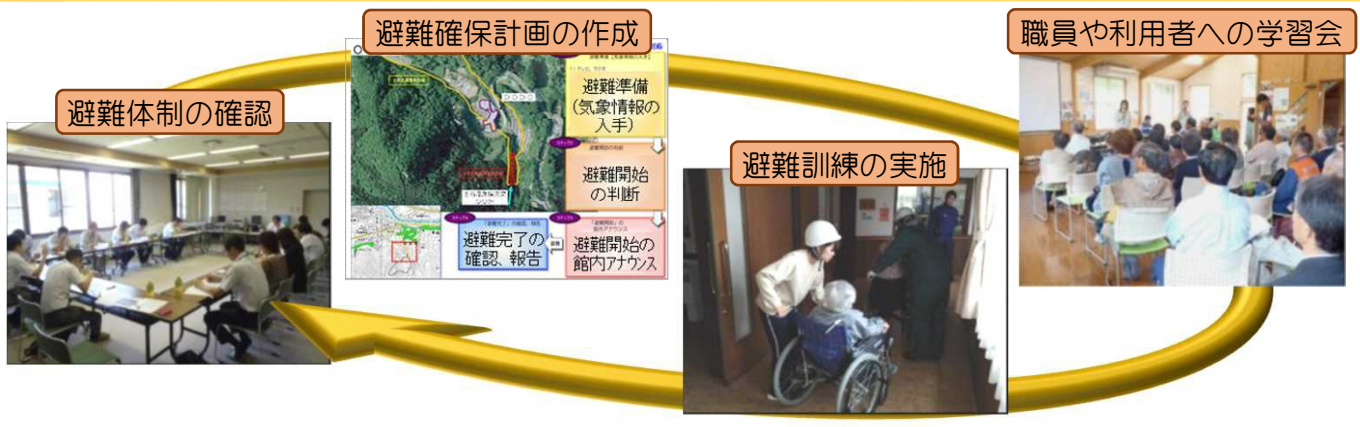 避難確保計画の作成
職員や利用者への学習会
避難体制の確認
避難訓練の実施
避難準備
(気象情報の
入手)
避難開始
の判断
避難開始の
館内アナウンス
避難完了の
確認、報告